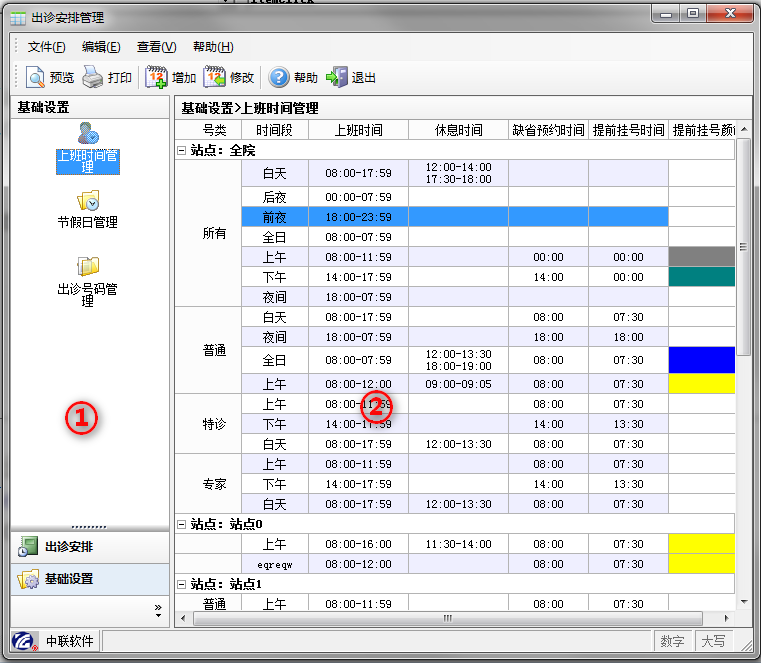 出诊安排管理
文件(F) 编辑(E) 查看(V) 帮助(H)
预览 打印 增加 修改 帮助 退出
基础设置
上班时间管
理
节假日管理
出诊号码管
理
①
出诊安排
基础设置
基础设置>上班时间管理
号类 时间段 上班时间 休息时间 缺省预约时间 提前挂号时间 提前挂号颜
站点: 全院
所有
白天 08:00-17:59 12:00-14:00
17:30-18:00
后夜 00:00-07:59
前夜 18:00-23:59
全日 08:00-07:59
上午 08:00-11:59 00:00 00:00
下午 14:00-17:59 14:00 00:00
夜间 18:00-07:59
普通
白天 08:00-17:59 08:00 07:30
夜间 18:00-07:59 18:00 18:00
全日 08:00-07:59 12:00-13:30 08:00 07:30
18:00-19:00
上午 08:00-12:00 09:00-09:05 08:00 07:30
特诊
上午 08:00-11:59 08:00 07:30
②
下午 14:00-17:59 14:00 13:30
白天 08:00-17:59 12:00-13:30 08:00 07:30
专家
上午 08:00-11:59 08:00 07:30
下午 14:00-17:59 14:00 13:30
白天 08:00-17:59 12:00-13:30 08:00 07:30
站点: 站点0
上午 08:00-16:00 11:30-14:00 08:00 07:30
eqreqw 08:00-12:00 08:00 07:30
站点: 站点1
普通 上午 08:00-11:59 08:00 07:30
中联软件 数字 大写